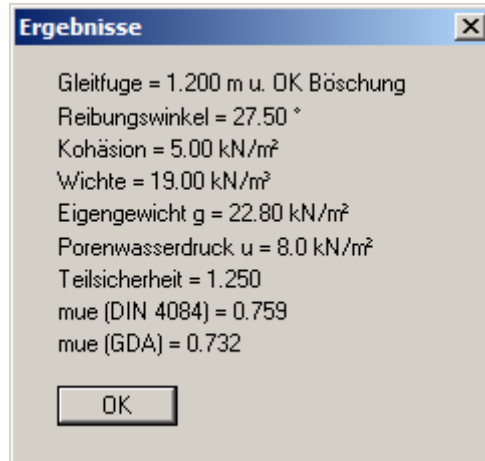 Ergebnisse
Gleitfuge = 1.200 m u. OK Böschung
Reibungswinkel = 27.50 °
Kohäsion = 5.00 kN/m²
Wichte = 19.00 kN/m³
Eigengewicht g = 22.80 kN/m²
Porenwasserdruck u = 8.0 kN/m²
Teilsicherheit = 1.250
mue (DIN 4084) = 0.759
mue (GDA) = 0.732
OK